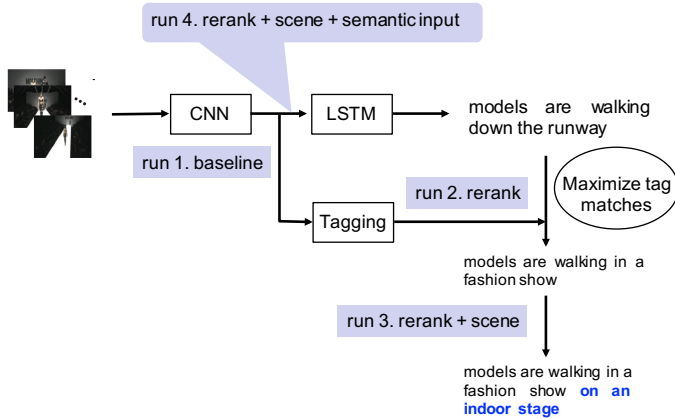 run 4. rerank + scene + semantic input
CNN
LSTM
models are walking
down the runway
run 1. baseline
run 2. rerank
Maximize tag
matches
Tagging
models are walking in a
fashion show
run 3. rerank + scene
models are walking in a
fashion show on an
indoor stage